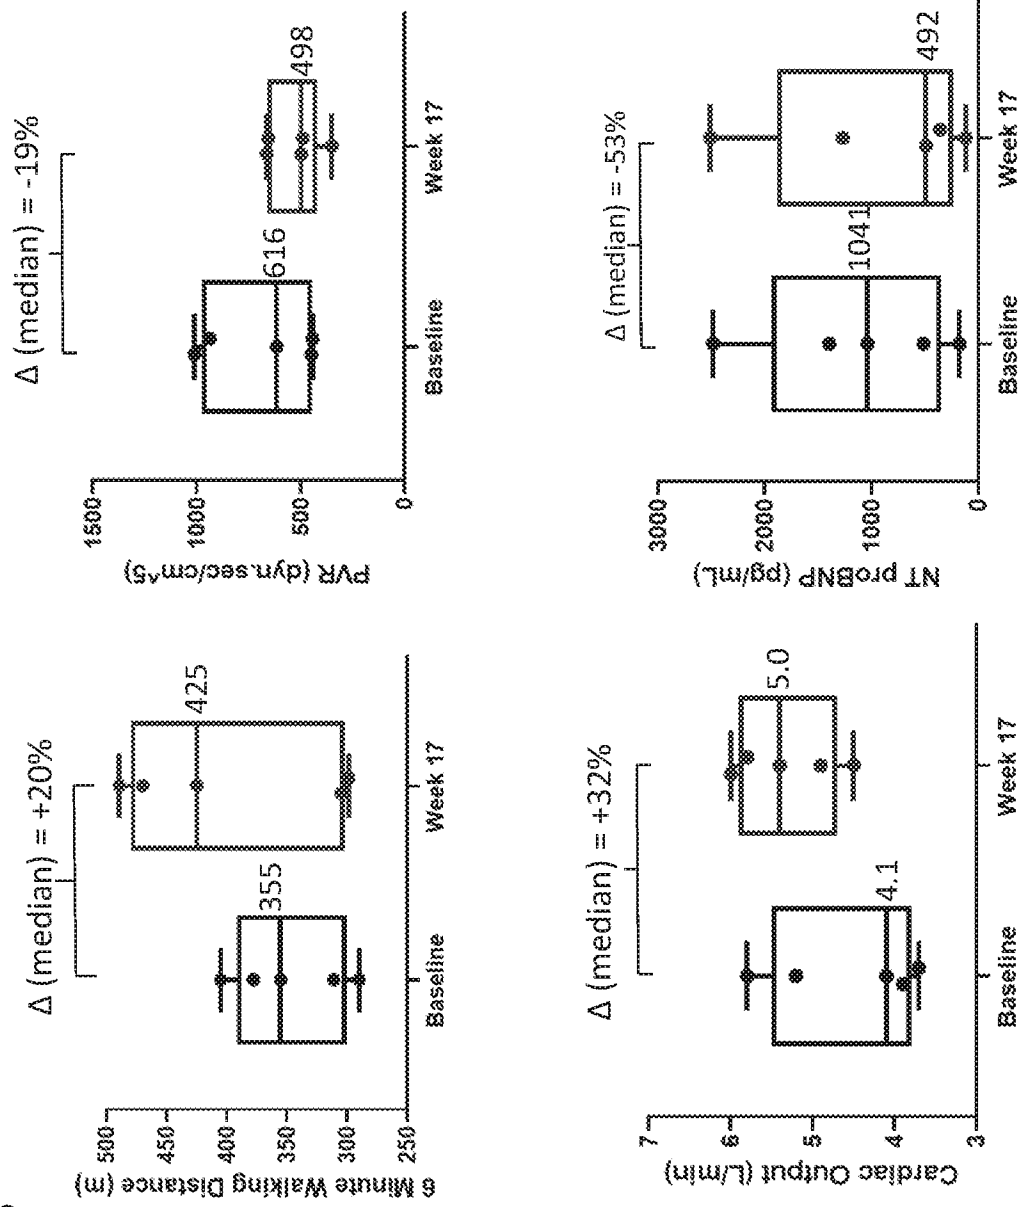 Δ (median) = +20%
6 Minute Walking Distance (m)
500
450
400
350
300
250
355
425
Baseline
Week 17
Δ (median) = -19%
PVR (dyn.sec/cm^5)
1500
1000
500
0
616
498
Baseline
Week 17
Δ (median) = +32%
Cardiac Output (L/min)
7
6
5
4
3
4.1
5.0
Baseline
Week 17
Δ (median) = -53%
NT proBNP (pg/mL)
3000
2000
1000
0
1041
492
Baseline
Week 17